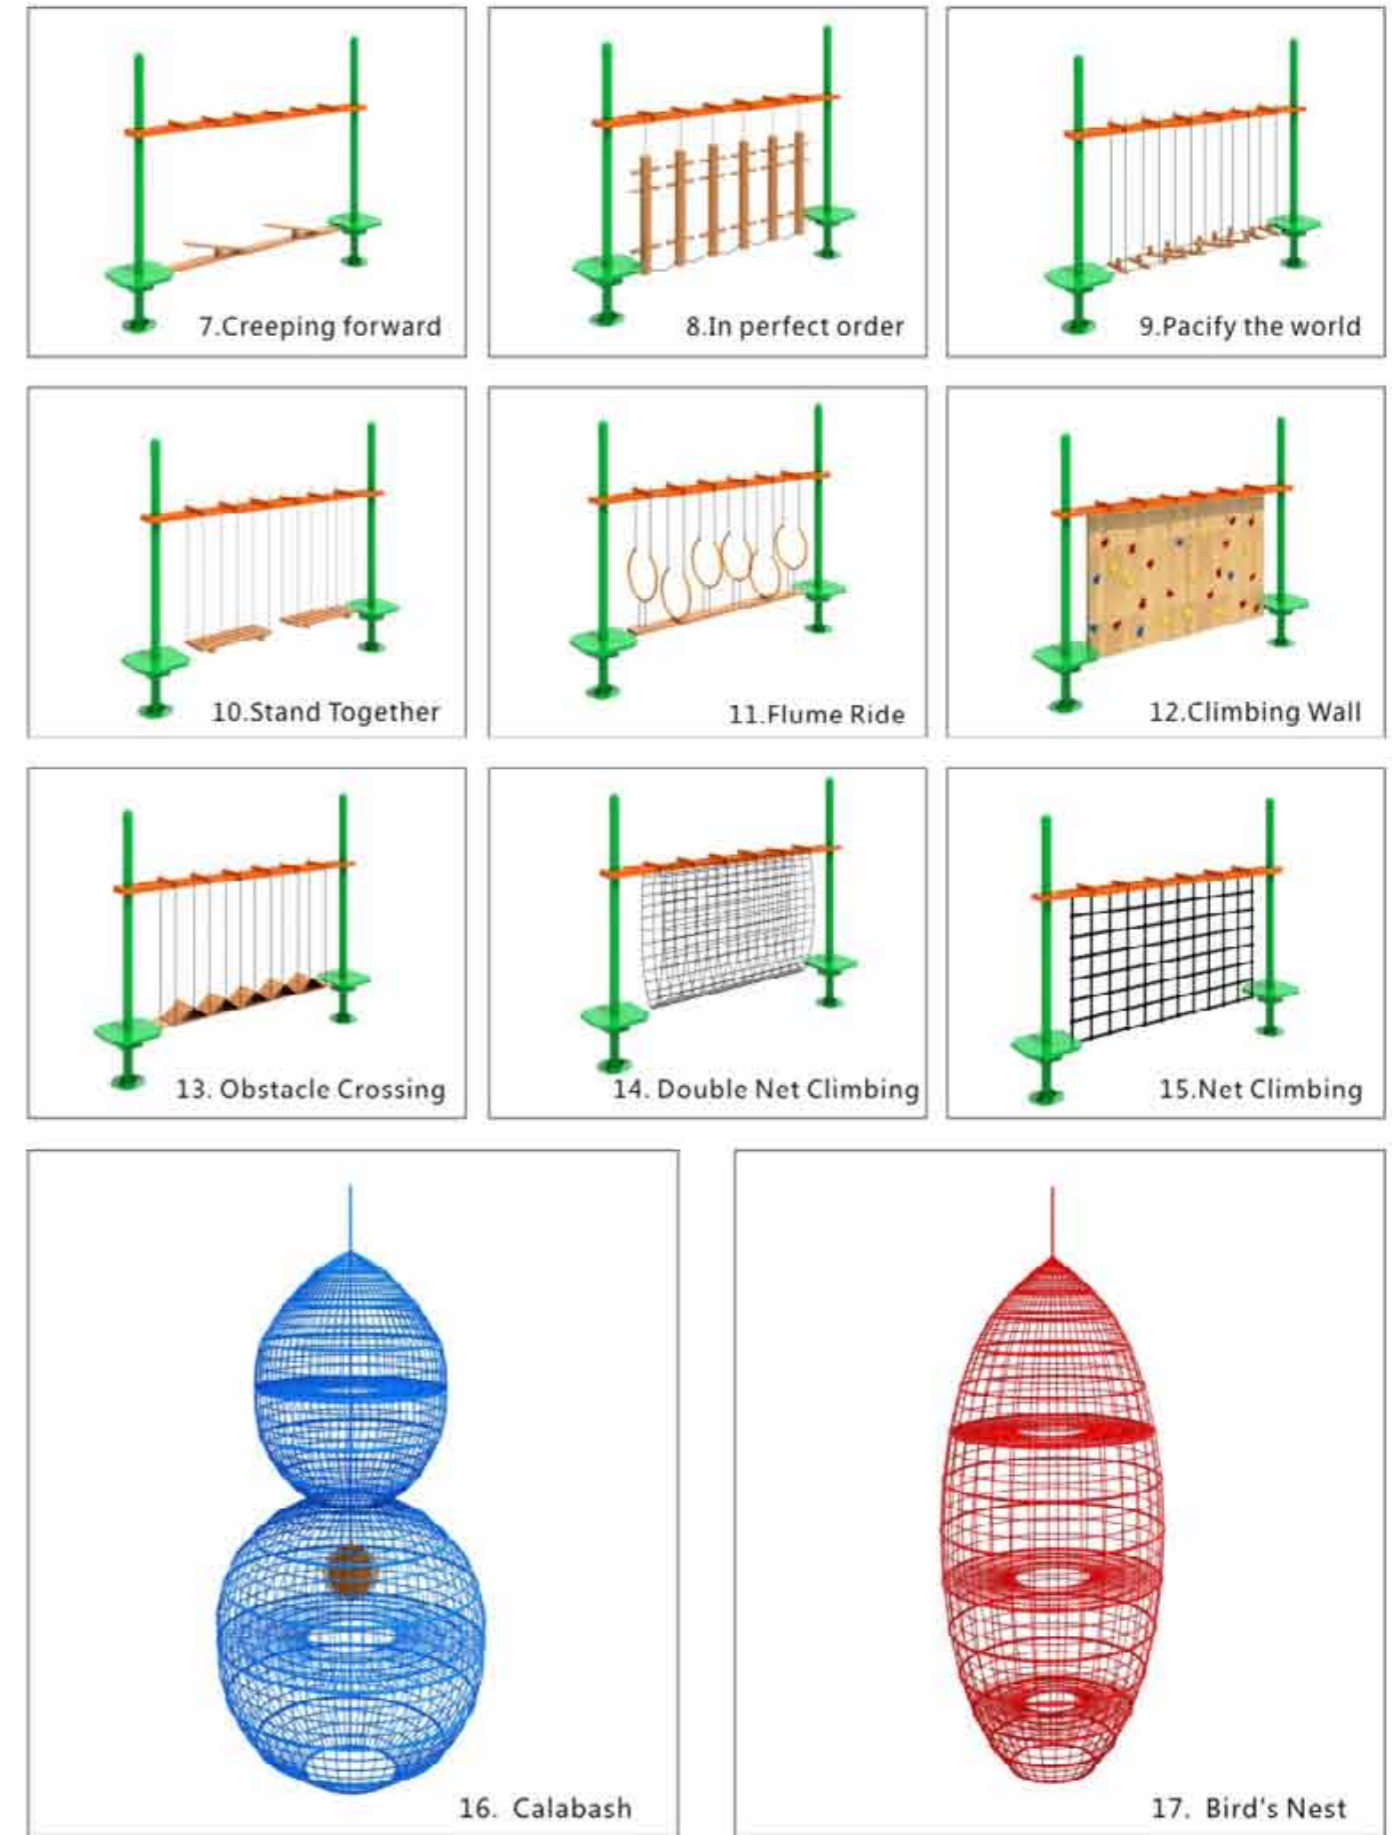 7.Creeping forward
8.In perfect order
9.Pacify the world
10.Stand Together
11.Flume Ride
12.Climbing Wall
13. Obstacle Crossing
14. Double Net Climbing
15.Net Climbing
16. Calabash
17. Bird's Nest